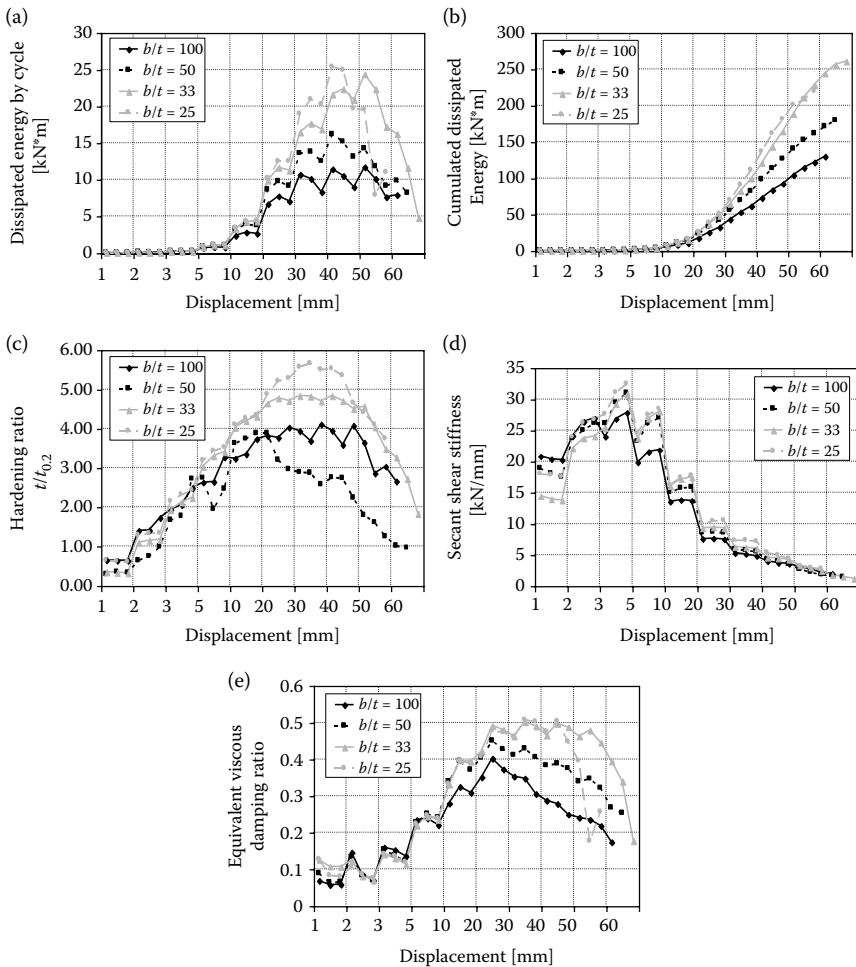 (a)
Dissipated energy by cycle
[kN*m]
30
25
20
15
10
5
0
b/t = 100
b/t = 50
b/t = 33
b/t = 25
1 2 3 5 10 20 30 40 50 60
Displacement [mm]
(b)
Cumulated dissipated
Energy [kN*m]
300
250
200
150
100
50
0
b/t = 100
b/t = 50
b/t = 33
b/t = 25
1 2 3 5 10 20 30 40 50 60
Displacement [mm]
(c)
Hardening ratio
t/t0.2
6.00
5.00
4.00
3.00
2.00
1.00
0.00
b/t = 100
b/t = 50
b/t = 33
b/t = 25
1 2 3 5 10 20 30 40 50 60
Displacement [mm]
(d)
Secant shear stiffness
[kN/mm]
35
30
25
20
15
10
5
0
b/t = 100
b/t = 50
b/t = 33
b/t = 25
1 2 3 5 10 20 30 40 50 60
Displacement [mm]
(e)
Equivalent viscous
damping ratio
0.6
0.5
0.4
0.3
0.2
0.1
0
b/t = 100
b/t = 50
b/t = 33
b/t = 25
1 2 3 5 10 20 30 40 50 60
Displacement [mm]